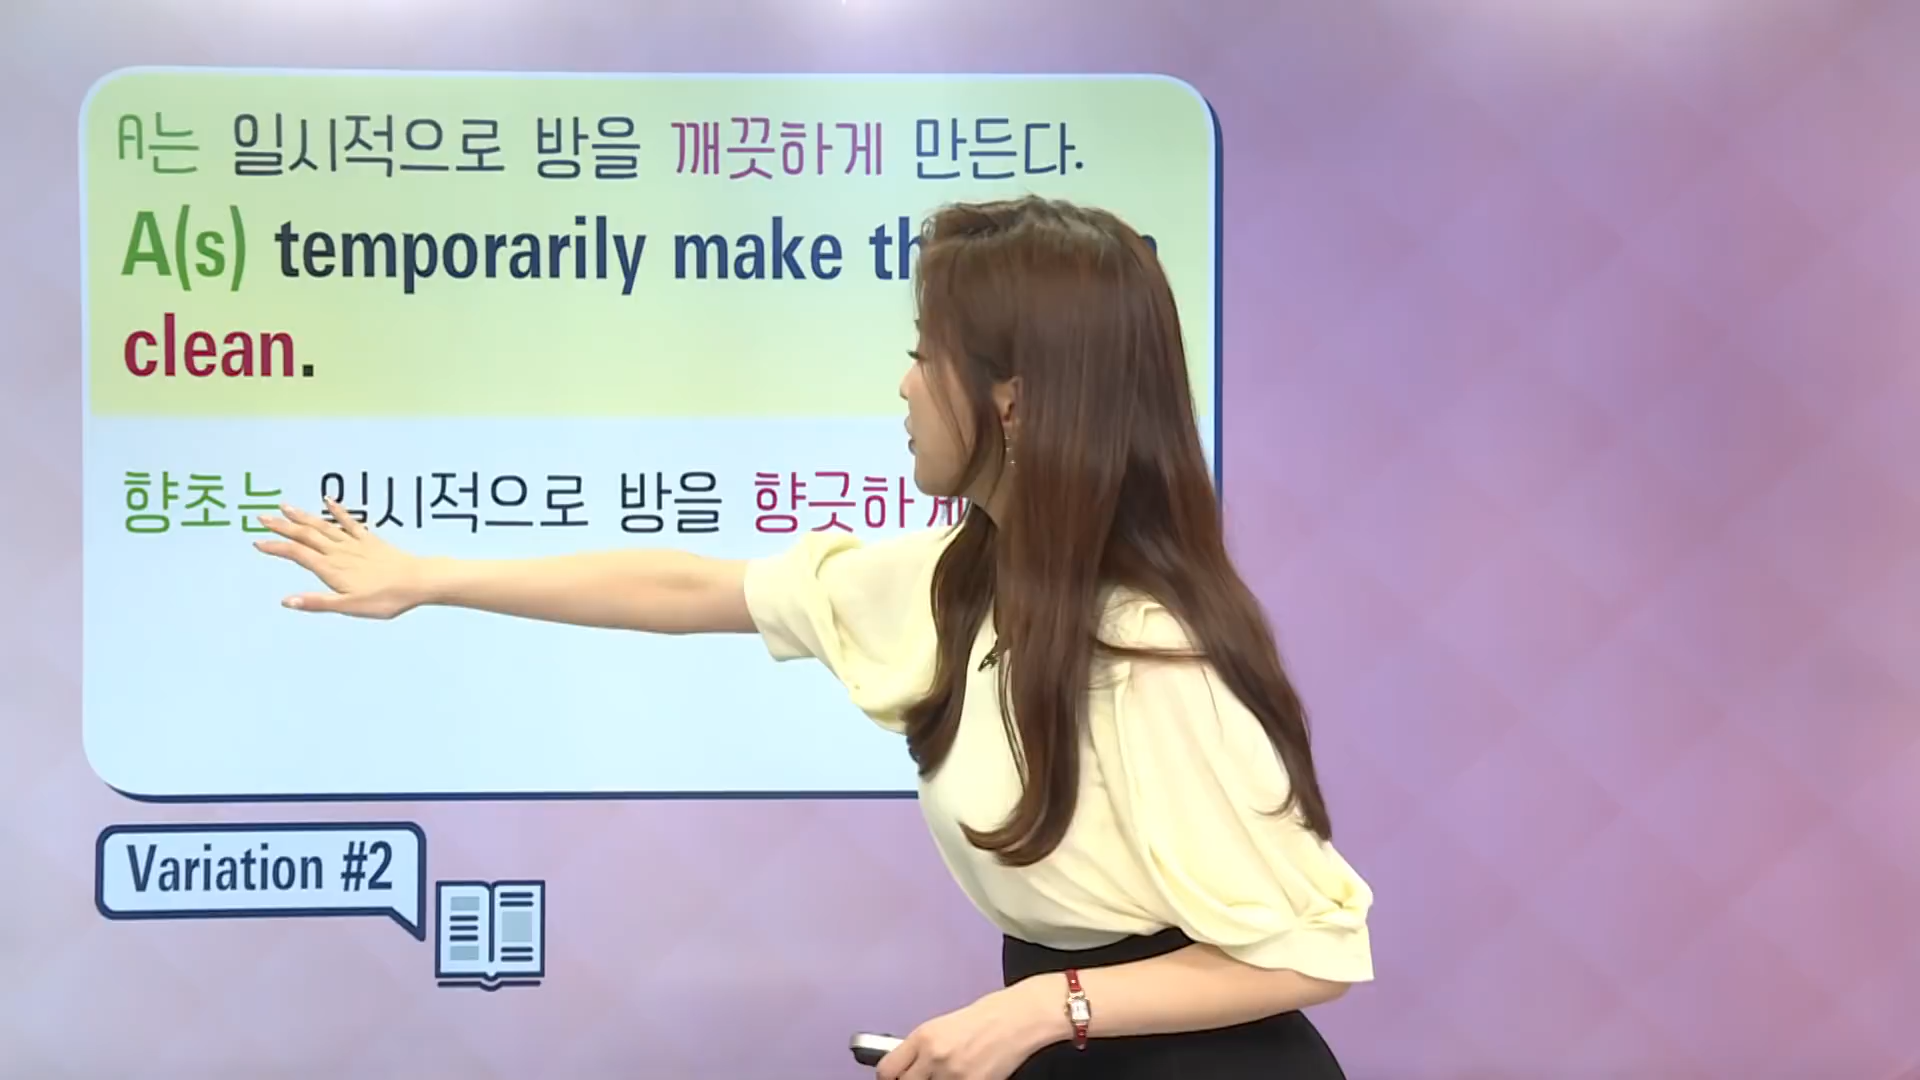 A는 일시적으로 방을 깨끗하게 만든다.
A(s) temporarily make
clean.
향초는 일시적으로 방을 향긋하게
Variation #2